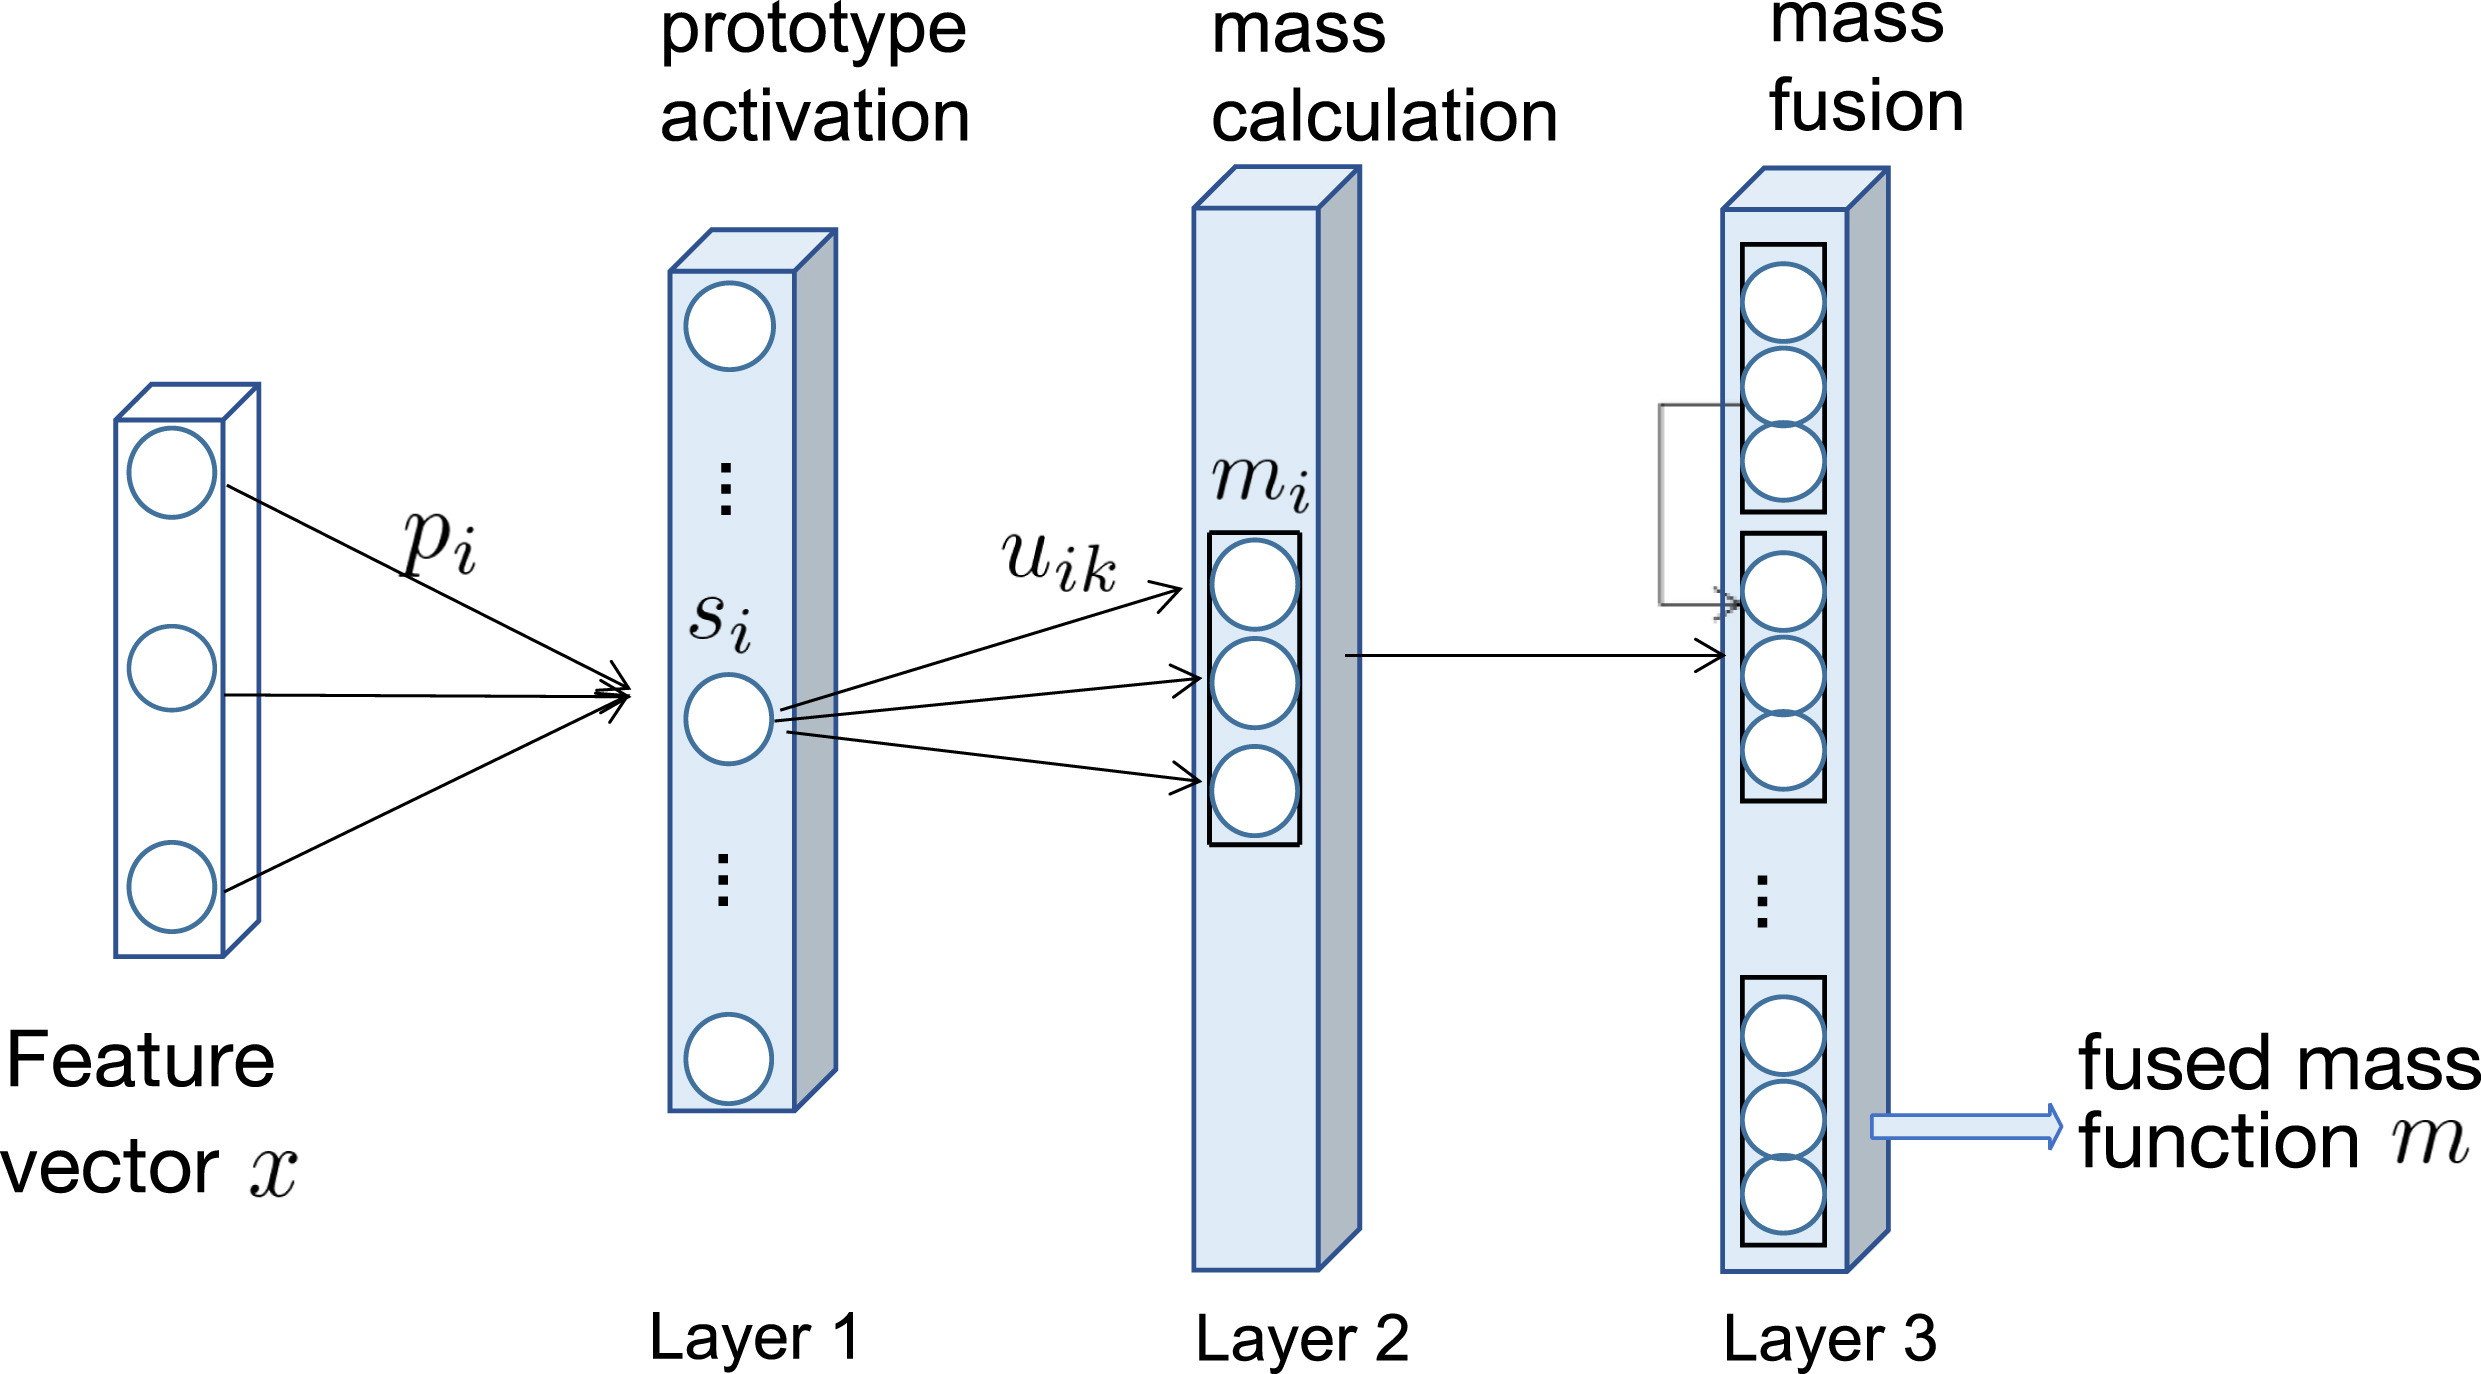 prototype
activation
mass
calculation
mass
fusion
p_i
s_i
u_{ik}
m_i
Feature
vector x
fused mass
function m
Layer 1
Layer 2
Layer 3